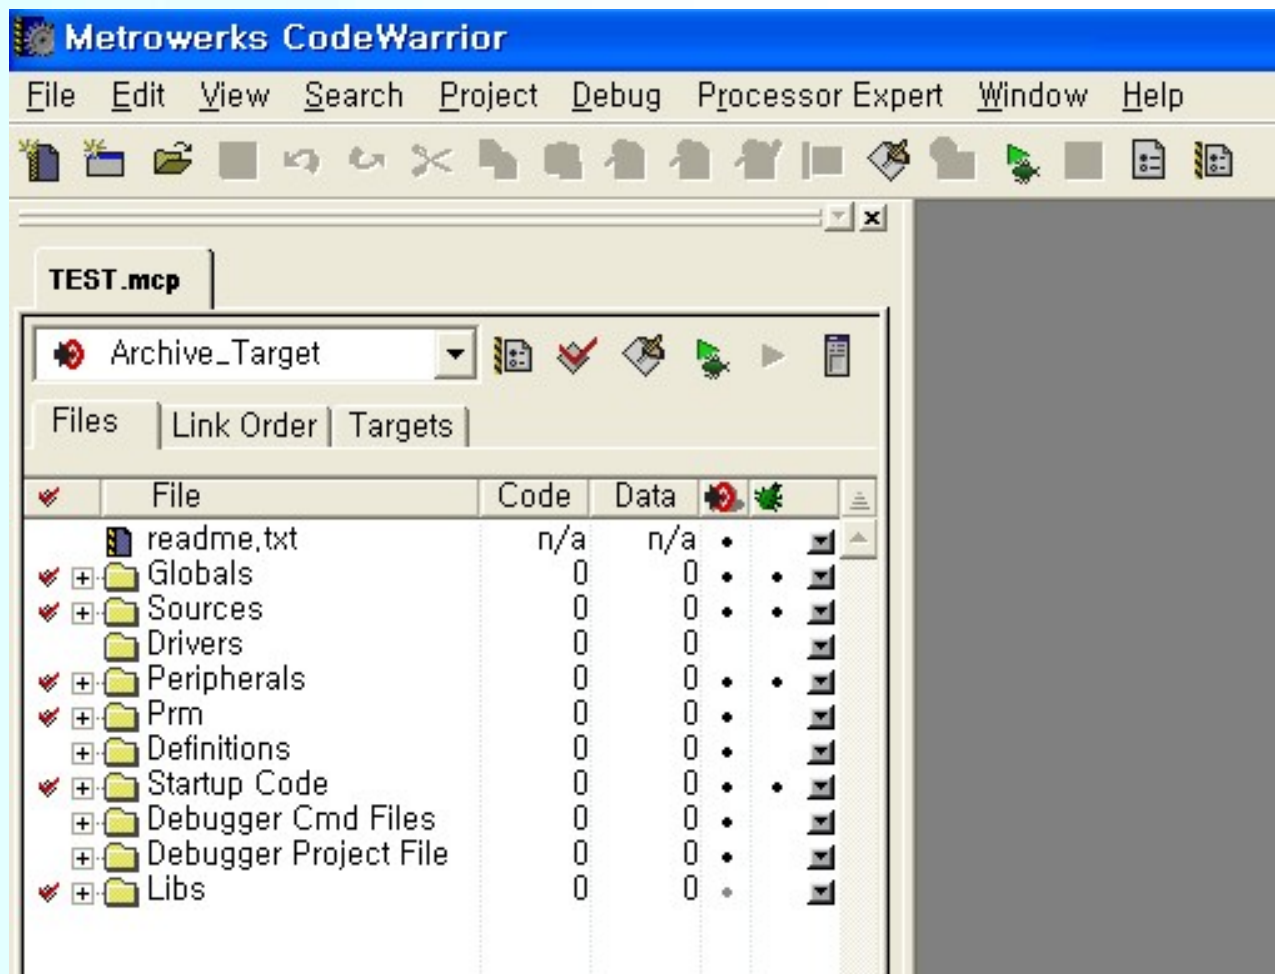 Metrowerks CodeWarrior
File Edit View Search Project Debug Processor Expert Window Help
TEST.mcp
Archive_Target
Files Link Order Targets
File Code Data
readme.txt n/a n/a
Globals 0 0
Sources 0 0
Drivers 0 0
Peripherals 0 0
Prm 0 0
Definitions 0 0
Startup Code 0 0
Debugger Cmd Files 0 0
Debugger Project File 0 0
Libs 0 0